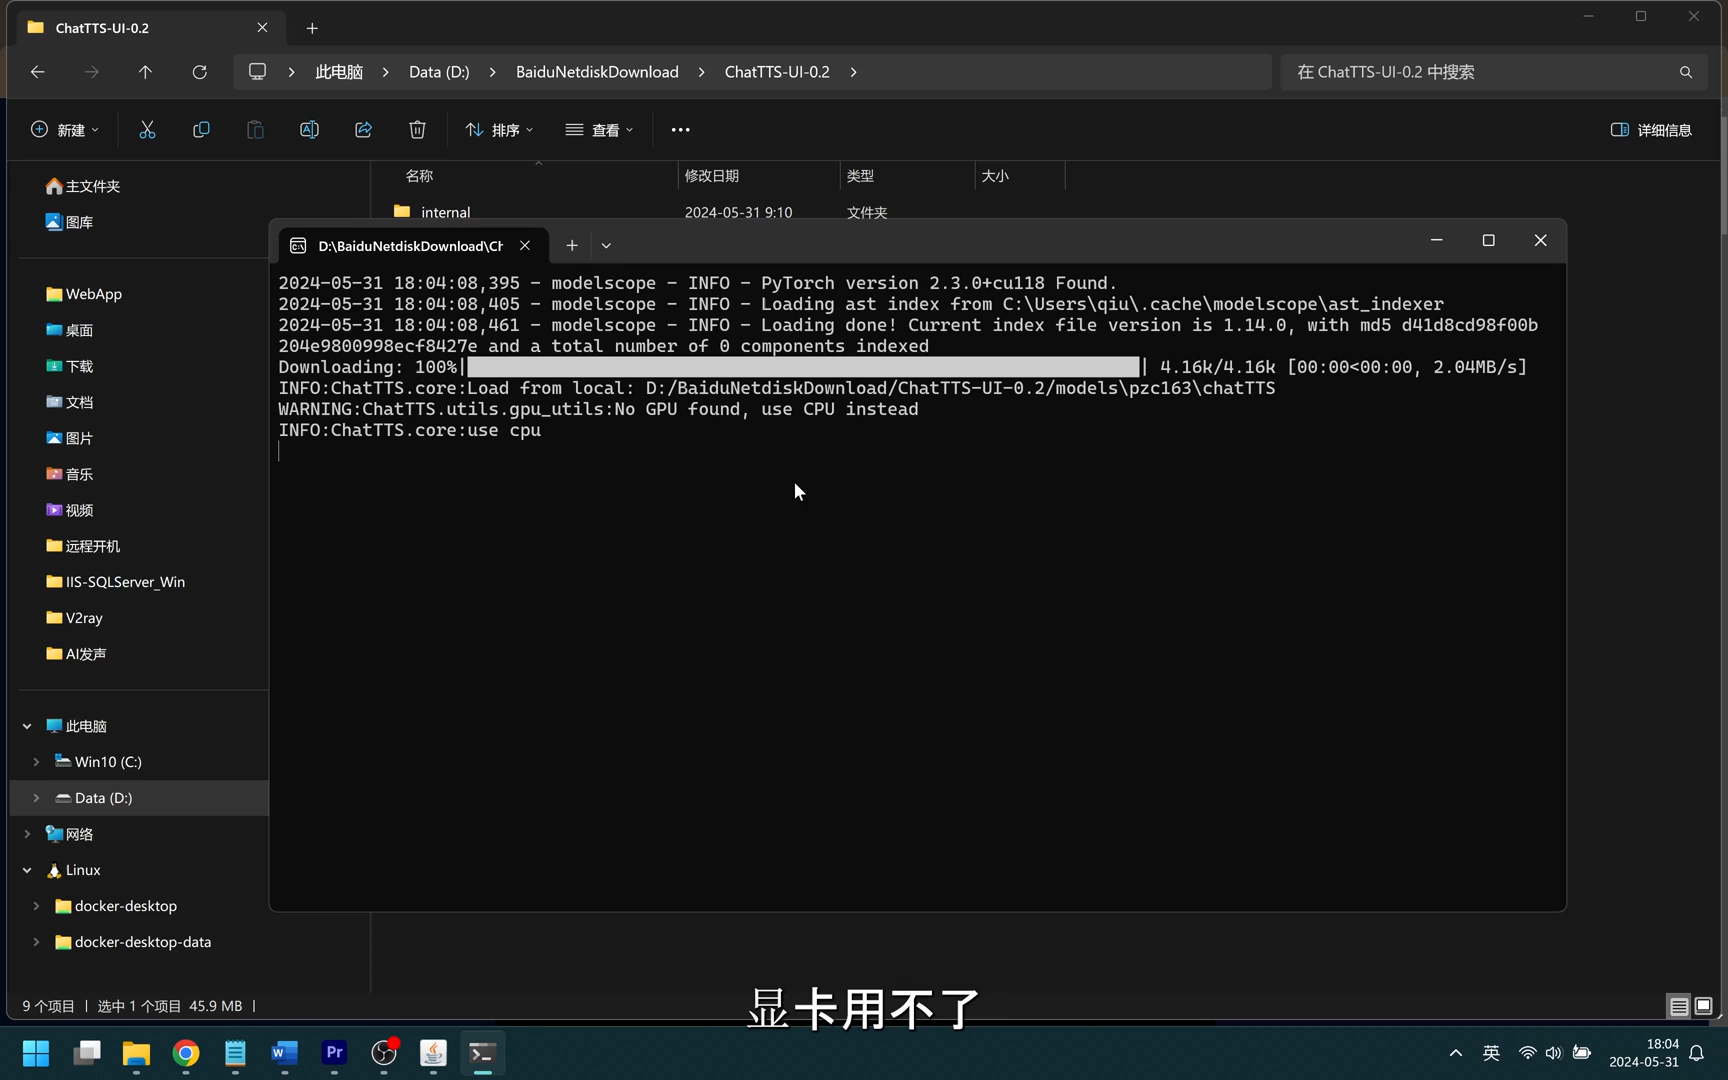 ChatTTS-UI-0.2
此电脑 Data (D:) BaiduNetdiskDownload ChatTTS-UI-0.2
在 ChatTTS-UI-0.2 中搜索
新建 排序 查看 详细信息
名称 修改日期 类型 大小
internal 2024-05-31 9:10 文件夹
主文件夹
图库
WebApp
桌面
下载
文档
图片
音乐
视频
远程开机
IIS-SQLServer_Win
V2ray
AI发声
此电脑
Win10 (C:)
Data (D:)
网络
Linux
docker-desktop
docker-desktop-data
D:\BaiduNetdiskDownload\Ch
2024-05-31 18:04:08,395 - modelscope - INFO - PyTorch version 2.3.0+cu118 Found.
2024-05-31 18:04:08,405 - modelscope - INFO - Loading ast index from C:\Users\qiu\.cache\modelscope\ast_indexer
2024-05-31 18:04:08,461 - modelscope - INFO - Loading done! Current index file version is 1.14.0, with md5 d41d8cd98f00b
204e9800998ecf8427e and a total number of 0 components indexed
Downloading: 100%| | 4.16k/4.16k [00:00<00:00, 2.04MB/s]
INFO:ChatTTS.core:Load from local: D:/BaiduNetdiskDownload/ChatTTS-UI-0.2/models\pzc163\chatTTS
WARNING:ChatTTS.utils.gpu_utils:No GPU found, use CPU instead
INFO:ChatTTS.core:use cpu
9 个项目 | 选中 1 个项目 45.9 MB |
显卡用不了
W Pr 英
18:04
2024-05-31